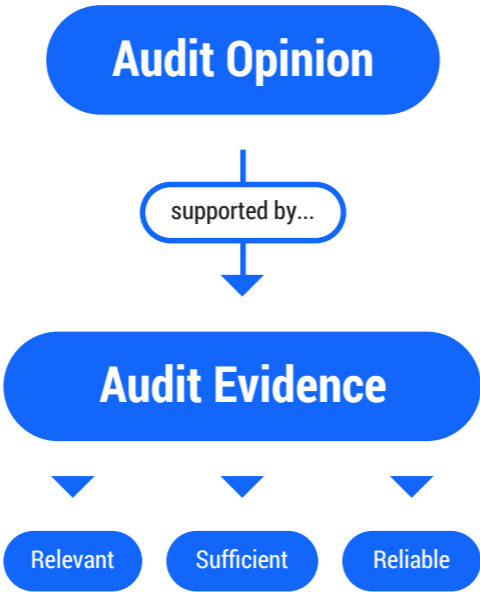 Audit Opinion
supported by...
Audit Evidence
Relevant
Sufficient
Reliable